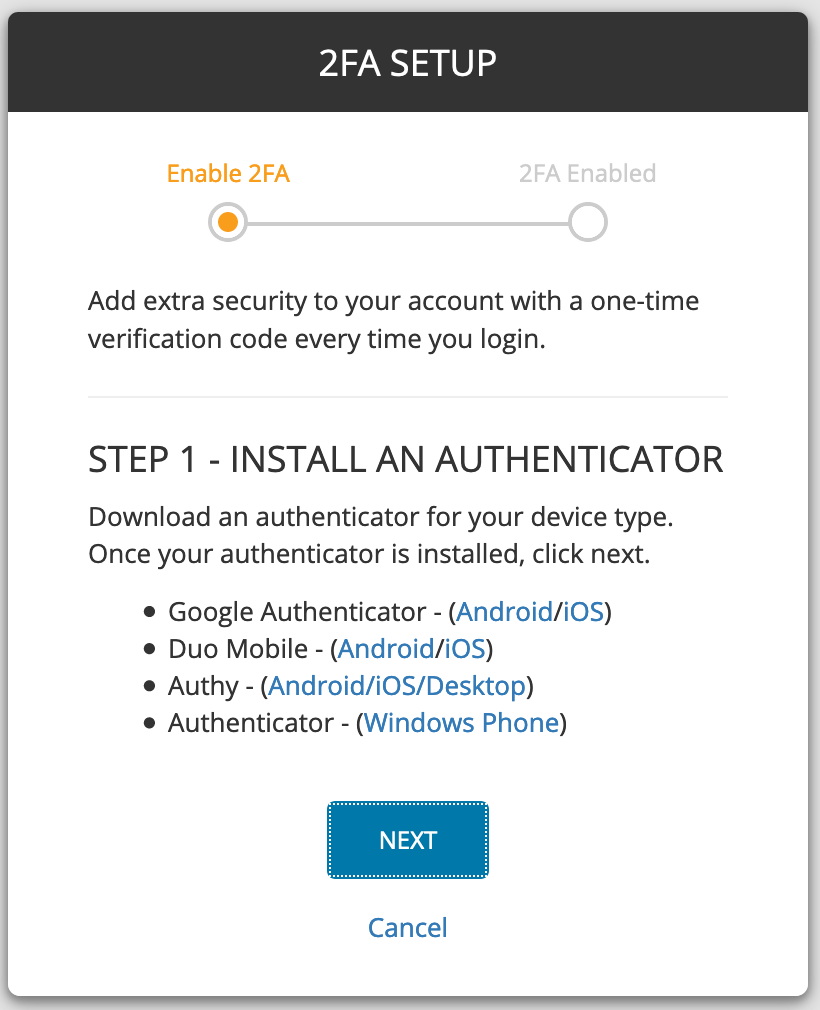 2FA SETUP
Enable 2FA
2FA Enabled
Add extra security to your account with a one-time
verification code every time you login.
STEP 1 - INSTALL AN AUTHENTICATOR
Download an authenticator for your device type.
Once your authenticator is installed, click next.
Google Authenticator - (Android/iOS)
Duo Mobile - (Android/iOS)
Authy - (Android/iOS/Desktop)
Authenticator - (Windows Phone)
NEXT
Cancel